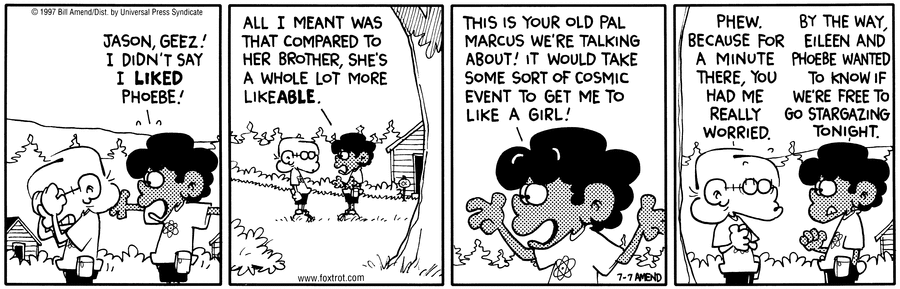 © 1997 Bill Amend/Dist. by Universal Press Syndicate
JASON, GEEZ!
I DIDN'T SAY
I LIKED
PHOEBE!
ALL I MEANT WAS
THAT COMPARED TO
HER BROTHER, SHE'S
A WHOLE LOT MORE
LIKEABLE.
www.foxtrot.com
THIS IS YOUR OLD PAL
MARCUS WE'RE TALKING
ABOUT! IT WOULD TAKE
SOME SORT OF COSMIC
EVENT TO GET ME TO
LIKE A GIRL!
7-7 AMEND
PHEW.
BECAUSE FOR
A MINUTE
THERE, YOU
HAD ME
REALLY
WORRIED.
BY THE WAY,
EILEEN AND
PHOEBE WANTED
TO KNOW IF
WE'RE FREE TO
GO STARGAZING
TONIGHT.